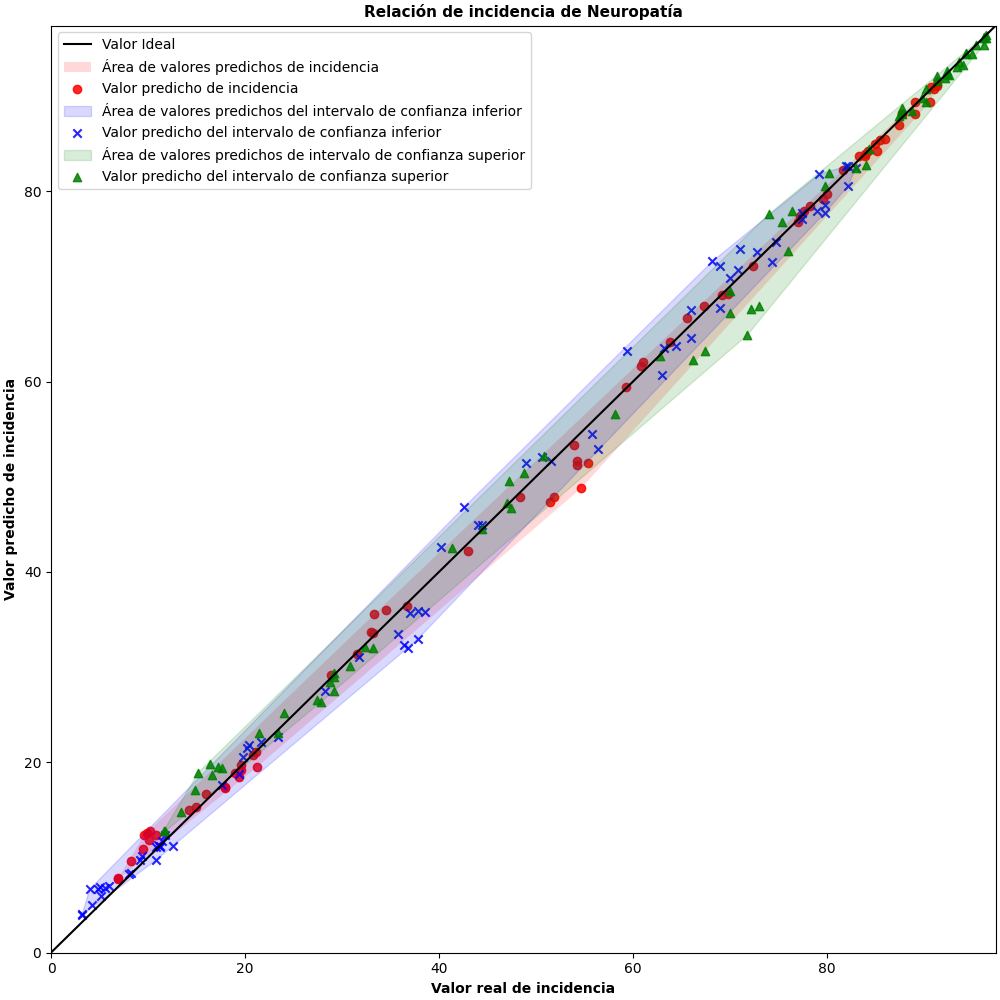 Relación de incidencia de Neuropatía
Valor Ideal
Área de valores predichos de incidencia
Valor predicho de incidencia
Área de valores predichos del intervalo de confianza inferior
Valor predicho del intervalo de confianza inferior
Área de valores predichos de intervalo de confianza superior
Valor predicho del intervalo de confianza superior
Valor predicho de incidencia
80
60
40
20
0
0 20 40 60 80
Valor real de incidencia